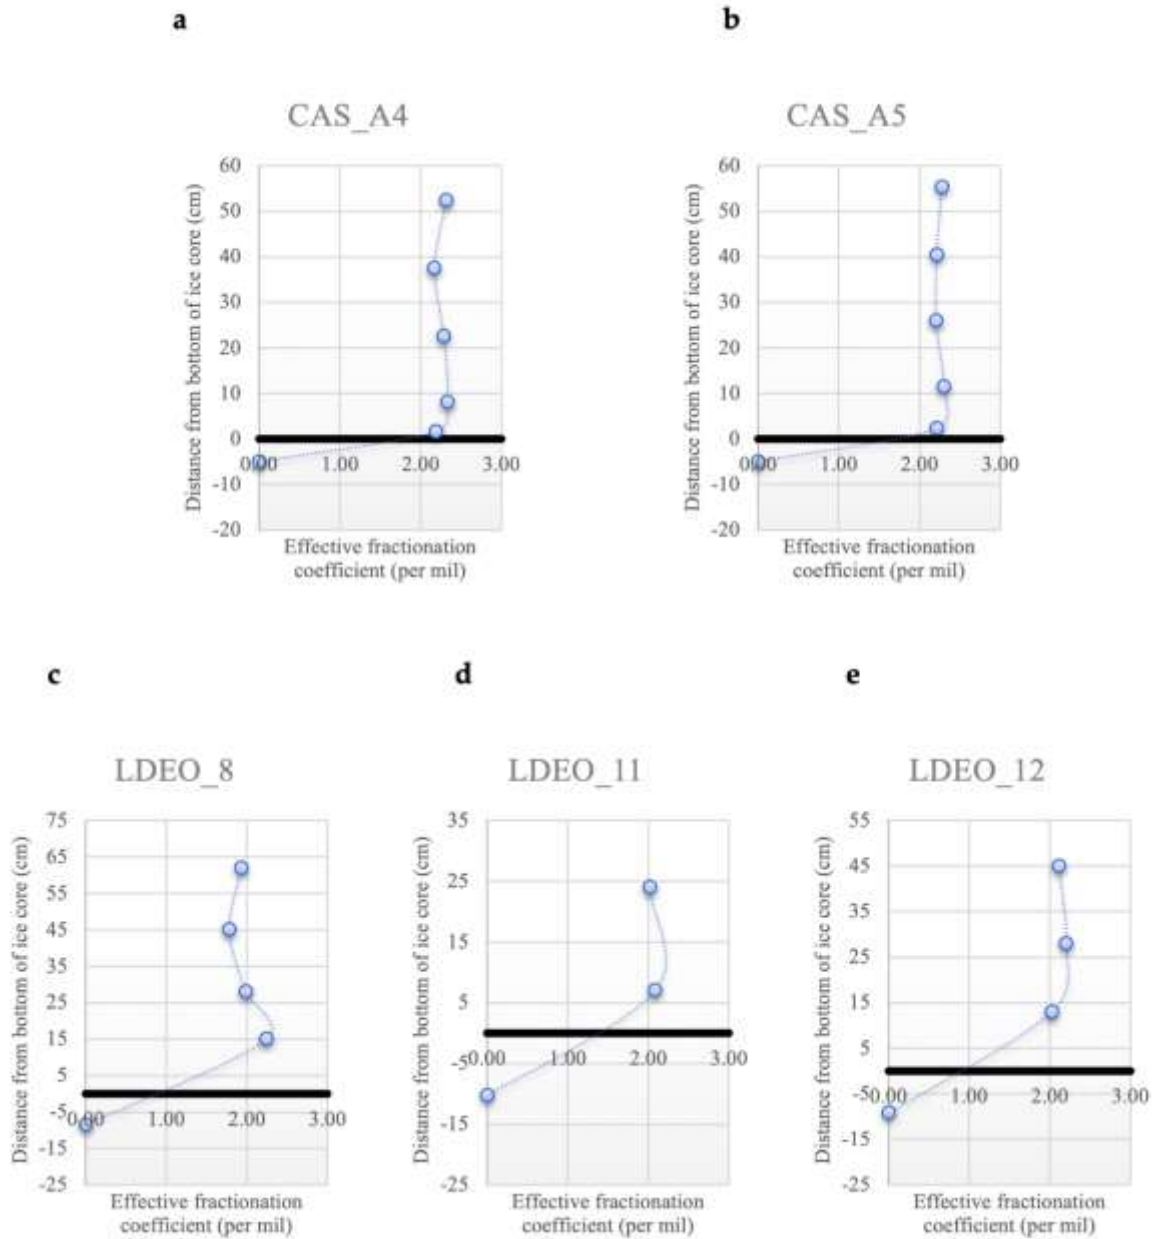 a
b
CAS_A4
CAS_A5
Distance from bottom of ice core (cm)
60
50
40
30
20
10
0
-10
-20
0.00
1.00
2.00
3.00
Effective fractionation
coefficient (per mil)
Distance from bottom of ice core (cm)
60
50
40
30
20
10
0
-10
-20
0.00
1.00
2.00
3.00
Effective fractionation
coefficient (per mil)
c
d
e
LDEO_8
LDEO_11
LDEO_12
Distance from bottom of ice core (cm)
75
65
55
45
35
25
15
5
-5
-15
-25
0.00
1.00
2.00
3.00
Effective fractionation
coefficient (per mil)
Distance from bottom of ice core (cm)
35
25
15
5
-5
-15
-25
0.00
1.00
2.00
3.00
Effective fractionation
coefficient (per mil)
Distance from bottom of ice core (cm)
55
45
35
25
15
5
-5
-15
-25
0.00
1.00
2.00
3.00
Effective fractionation
coefficient (per mil)